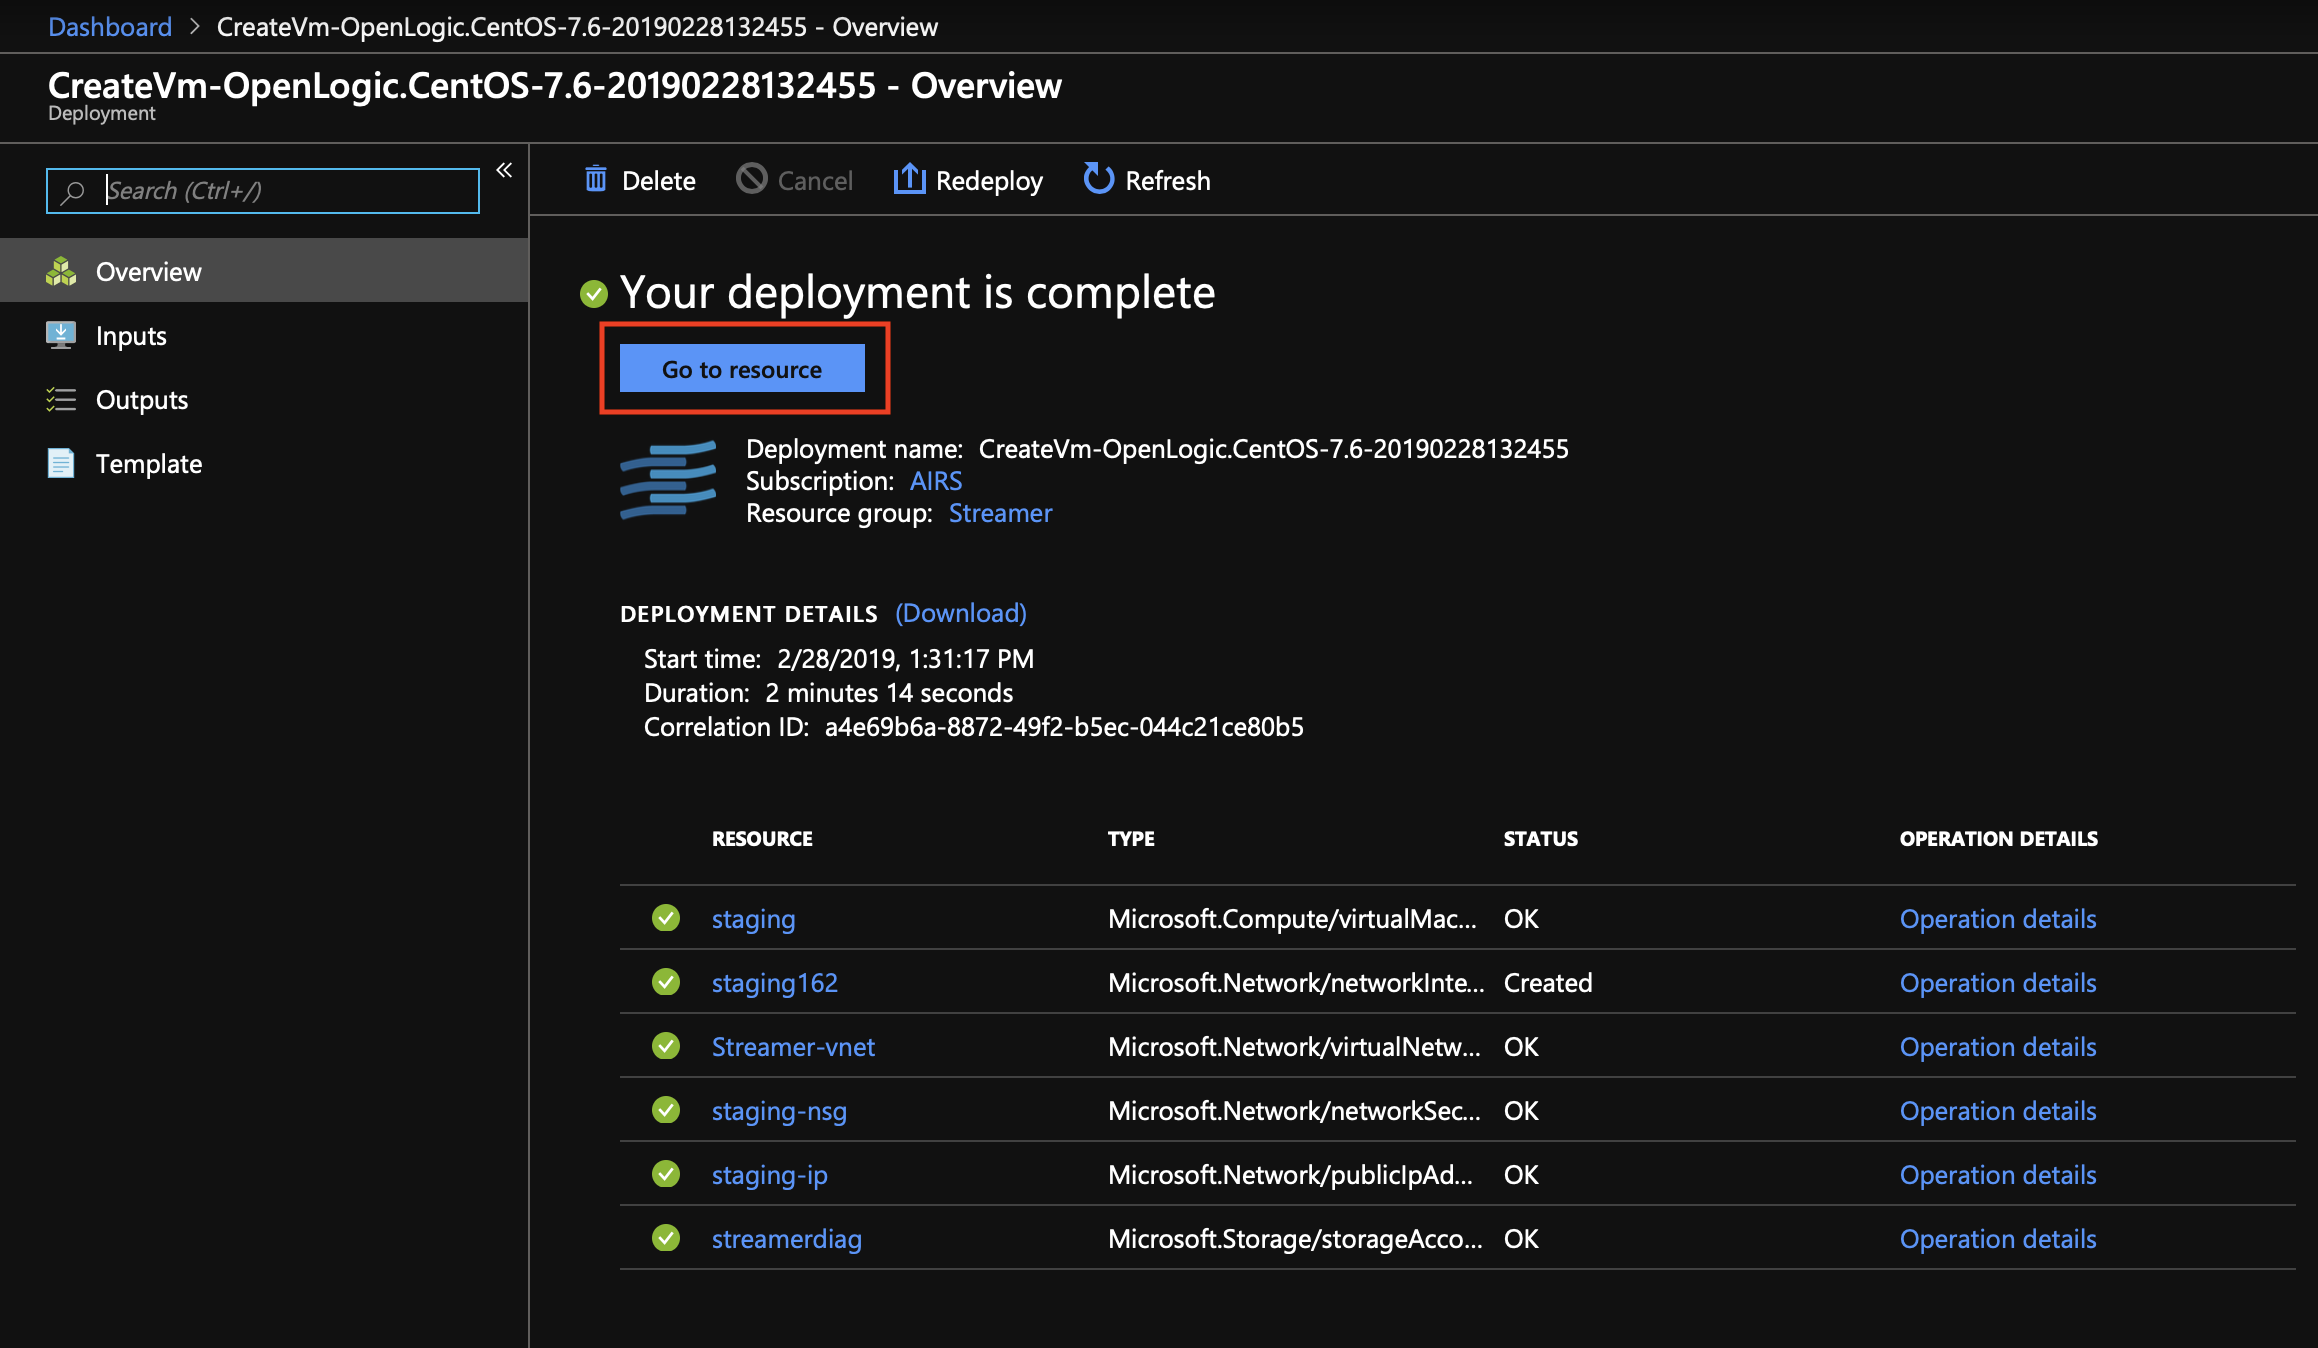 Dashboard > CreateVm-OpenLogic.CentOS-7.6-20190228132455 - Overview
CreateVm-OpenLogic.CentOS-7.6-20190228132455 - Overview
Deployment
Search (Ctrl+/)
«
Overview
Inputs
Outputs
Template
Delete Cancel Redeploy Refresh
Your deployment is complete
Go to resource
Deployment name: CreateVm-OpenLogic.CentOS-7.6-20190228132455
Subscription: AIRS
Resource group: Streamer
DEPLOYMENT DETAILS (Download)
Start time: 2/28/2019, 1:31:17 PM
Duration: 2 minutes 14 seconds
Correlation ID: a4e69b6a-8872-49f2-b5ec-044c21ce80b5
RESOURCE TYPE STATUS OPERATION DETAILS
staging Microsoft.Compute/virtualMac... OK Operation details
staging162 Microsoft.Network/networkInte... Created Operation details
Streamer-vnet Microsoft.Network/virtualNetw... OK Operation details
staging-nsg Microsoft.Network/networkSec... OK Operation details
staging-ip Microsoft.Network/publicIpAd... OK Operation details
streamerdiag Microsoft.Storage/storageAcco... OK Operation details